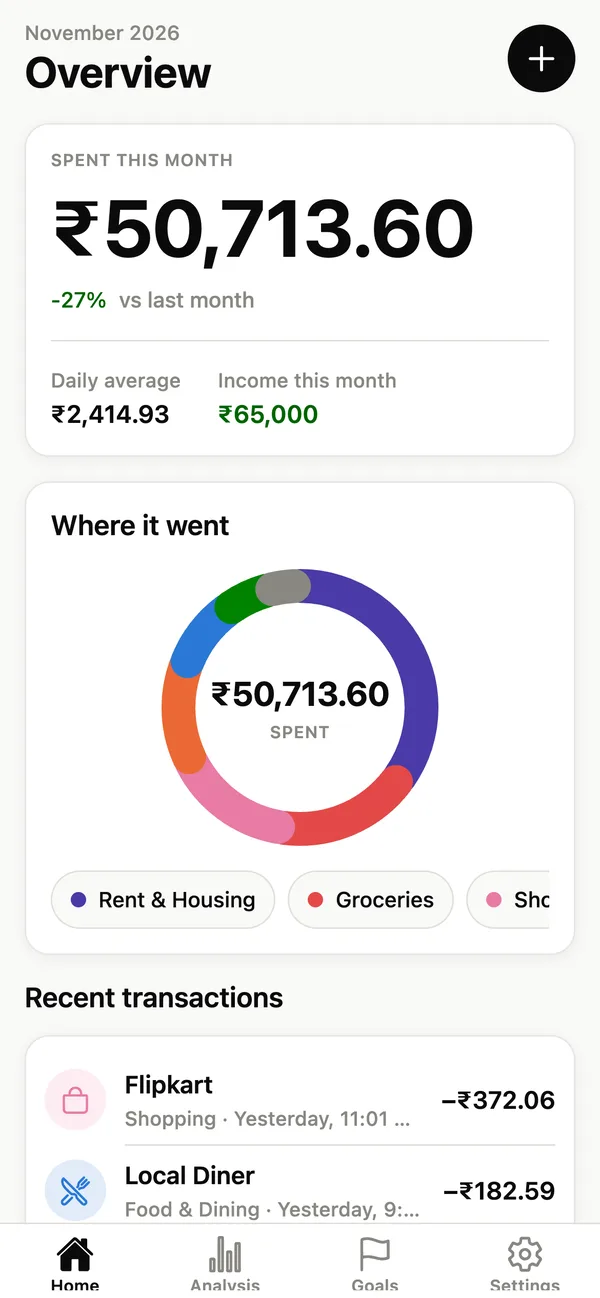 November 2026
Overview
SPENT THIS MONTH
₹50,713.60
-27% vs last month
Daily average Income this month
₹2,414.93 ₹65,000
Where it went
₹50,713.60
SPENT
Rent & Housing Groceries Sho
Recent transactions
Flipkart
Shopping · Yesterday, 11:01 ...
−₹372.06
Local Diner
Food & Dining · Yesterday, 9:...
−₹182.59
Home Analysis Goals Settings